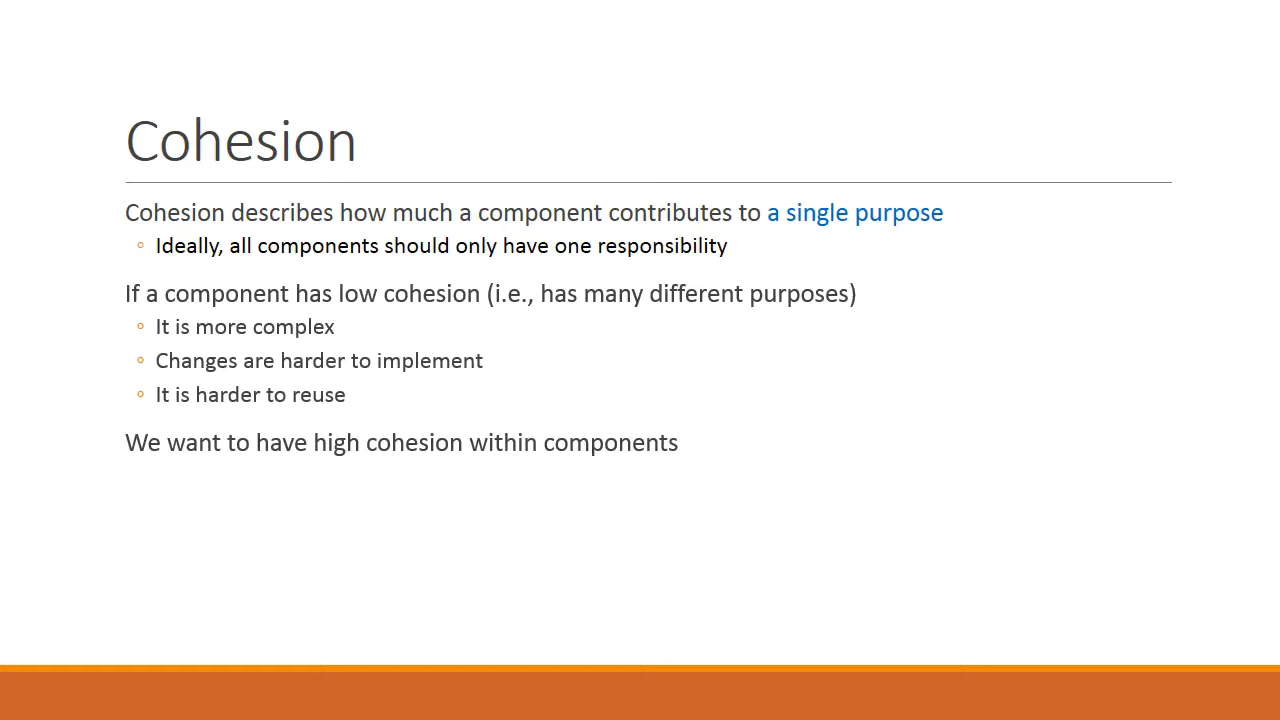 Cohesion
Cohesion describes how much a component contributes to a single purpose
◦ Ideally, all components should only have one responsibility
If a component has low cohesion (i.e., has many different purposes)
◦ It is more complex
◦ Changes are harder to implement
◦ It is harder to reuse
We want to have high cohesion within components